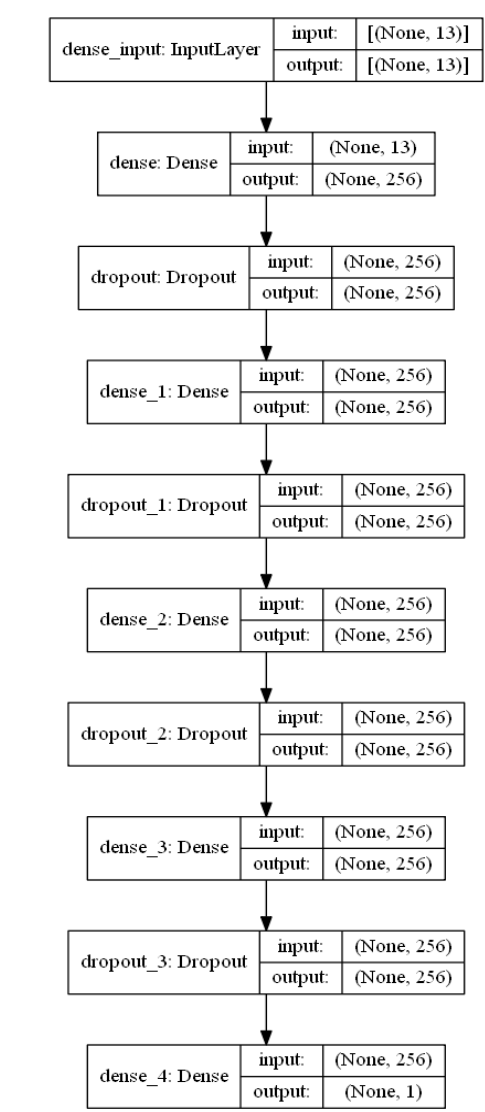 dense_input: InputLayer
input: [(None, 13)]
output: [(None, 13)]
dense: Dense
input: (None, 13)
output: (None, 256)
dropout: Dropout
input: (None, 256)
output: (None, 256)
dense_1: Dense
input: (None, 256)
output: (None, 256)
dropout_1: Dropout
input: (None, 256)
output: (None, 256)
dense_2: Dense
input: (None, 256)
output: (None, 256)
dropout_2: Dropout
input: (None, 256)
output: (None, 256)
dense_3: Dense
input: (None, 256)
output: (None, 256)
dropout_3: Dropout
input: (None, 256)
output: (None, 256)
dense_4: Dense
input: (None, 256)
output: (None, 1)